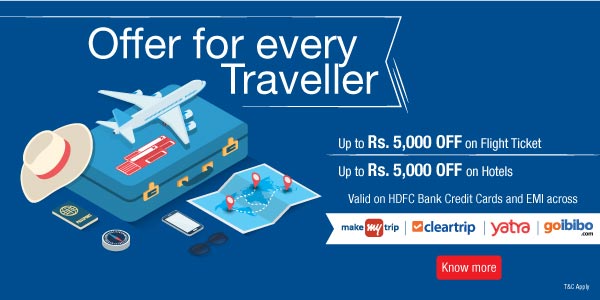 Offer for every
Traveller
Up to Rs. 5,000 OFF on Flight Ticket
Up to Rs. 5,000 OFF on Hotels
Valid on HDFC Bank Credit Cards and EMI across
make my trip | cleartrip | yatra | goibibo.com
Know more
T&C Apply
PASSPORT